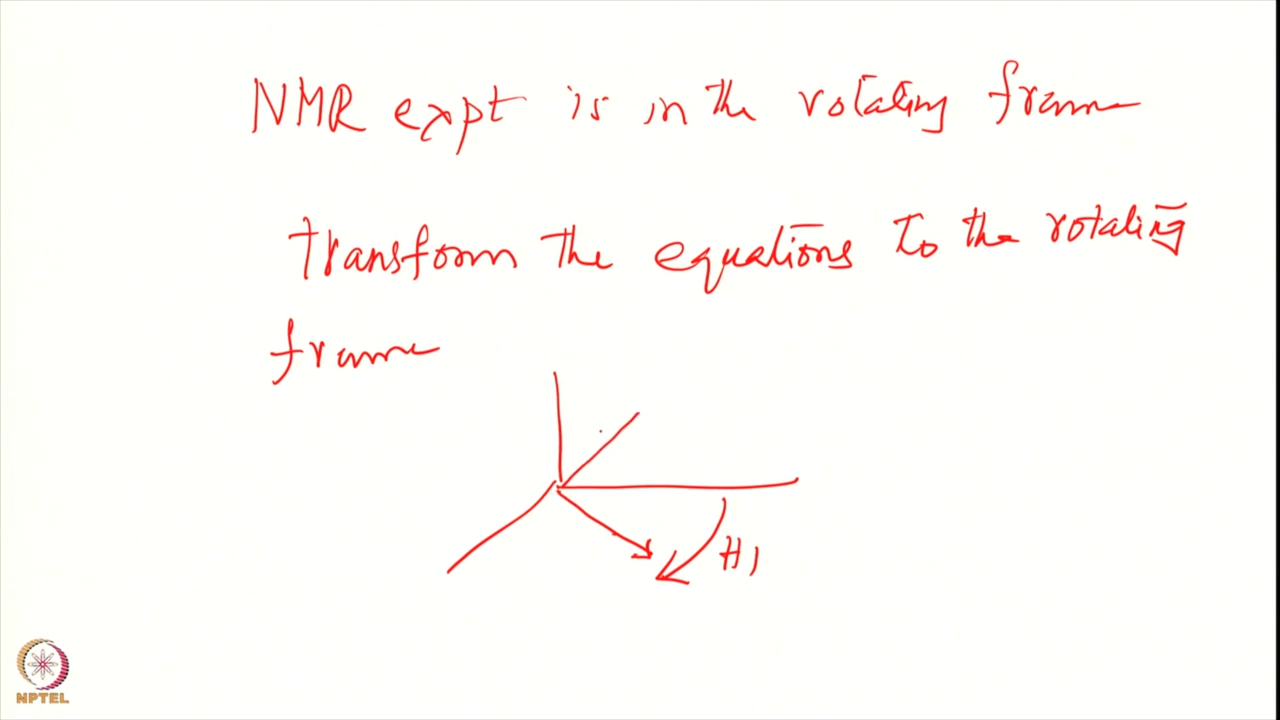 NMR expt is in the rotating frame
transform the equations to the rotating
frame
H1
NPTEL